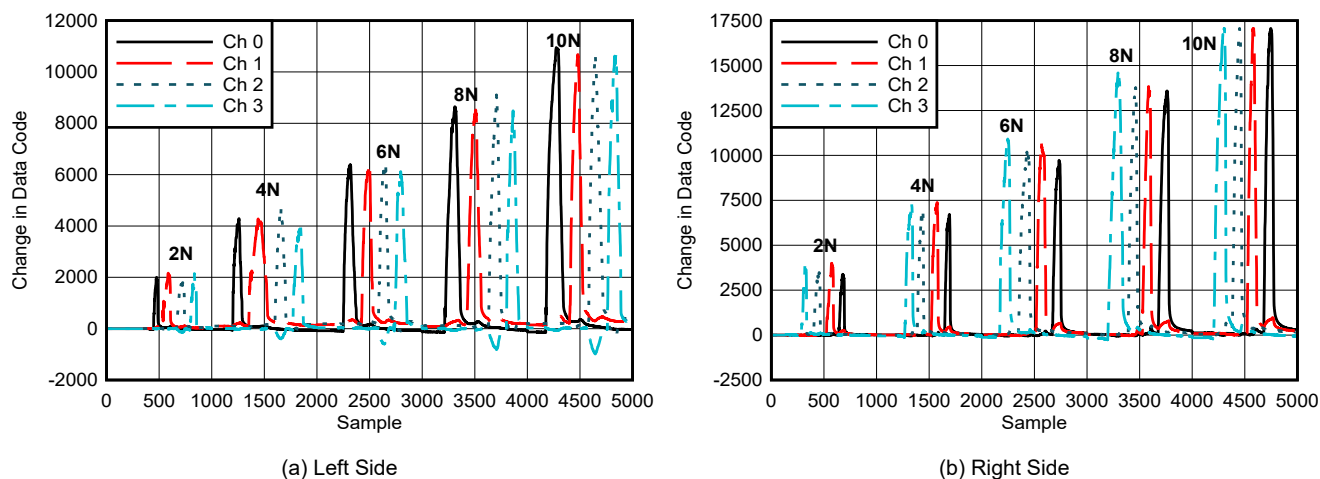 12000
10000
8000
6000
4000
2000
0
-2000
Change in Data Code
Ch 0
Ch 1
Ch 2
Ch 3
2N
4N
6N
8N
10N
0 500 1000 1500 2000 2500 3000 3500 4000 4500 5000
Sample
(a) Left Side
17500
15000
12500
10000
7500
5000
2500
0
-2500
Change in Data Code
Ch 0
Ch 1
Ch 2
Ch 3
2N
4N
6N
8N
10N
0 500 1000 1500 2000 2500 3000 3500 4000 4500 5000
Sample
(b) Right Side